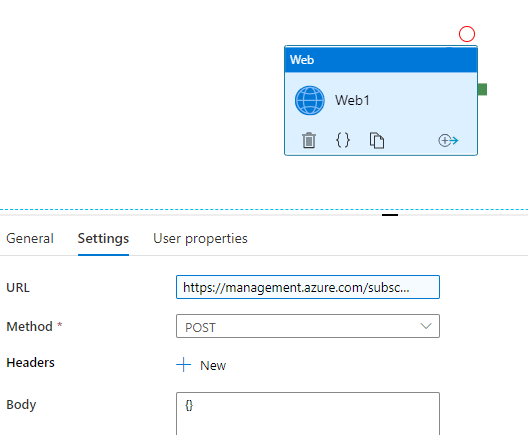 Web
Web1
{}
General Settings User properties
URL https://management.azure.com/subsc...
Method * POST
Headers + New
Body {}